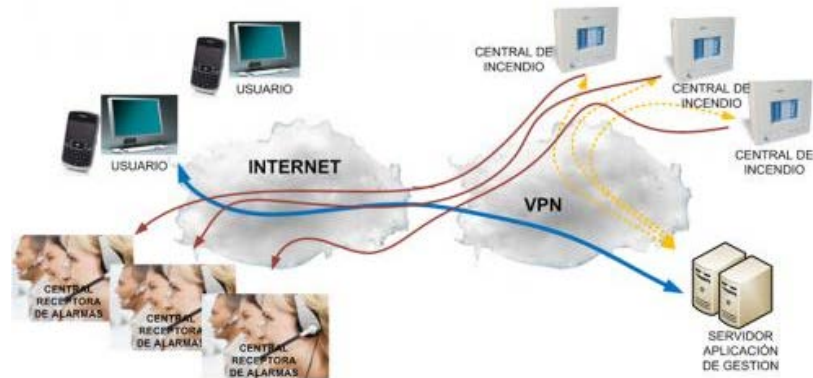 CENTRAL DE
INCENDIO
CENTRAL DE
INCENDIO
CENTRAL DE
INCENDIO
USUARIO
USUARIO
INTERNET
VPN
CENTRAL
RECEPTORA
DE ALARMAS
CENTRAL
RECEPTORA
DE ALARMAS
CENTRAL
RECEPTORA
DE ALARMAS
SERVIDOR
APLICACIÓN
DE GESTION